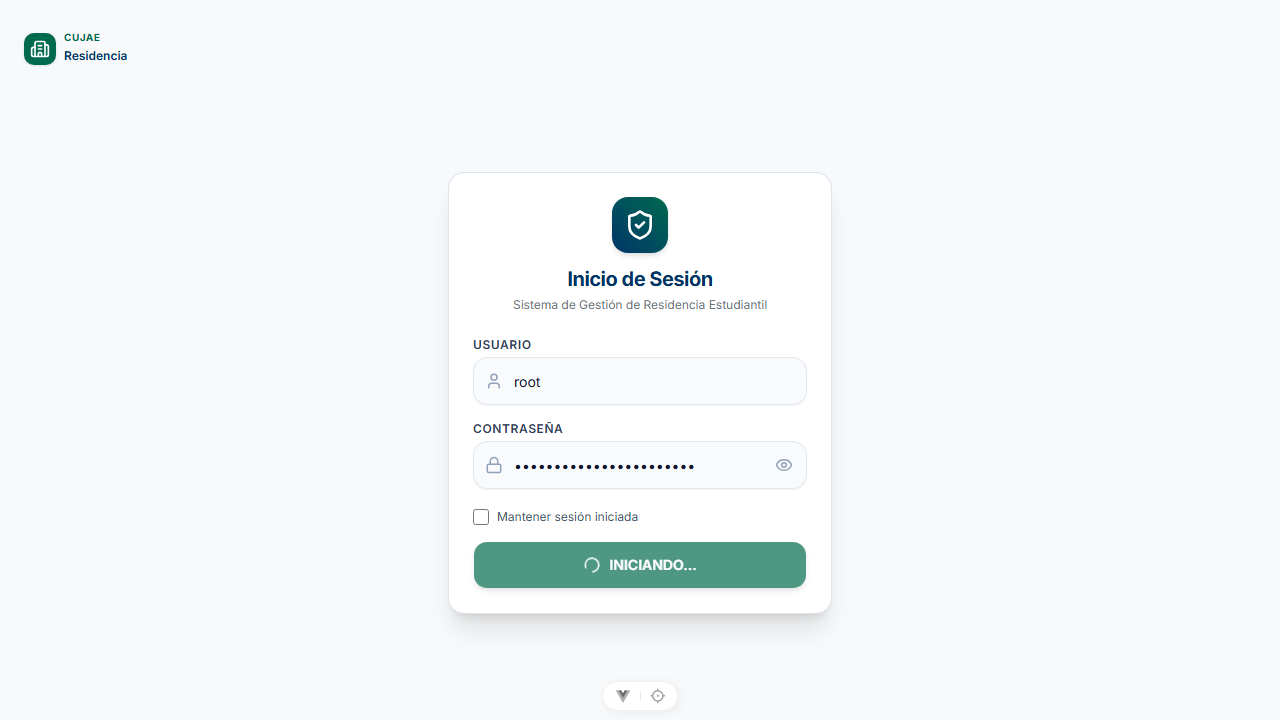 CUJAE
Residencia
Inicio de Sesión
Sistema de Gestión de Residencia Estudiantil
USUARIO
root
CONTRASEÑA
•••••••••••••••••••••••
Mantener sesión iniciada
INICIANDO...